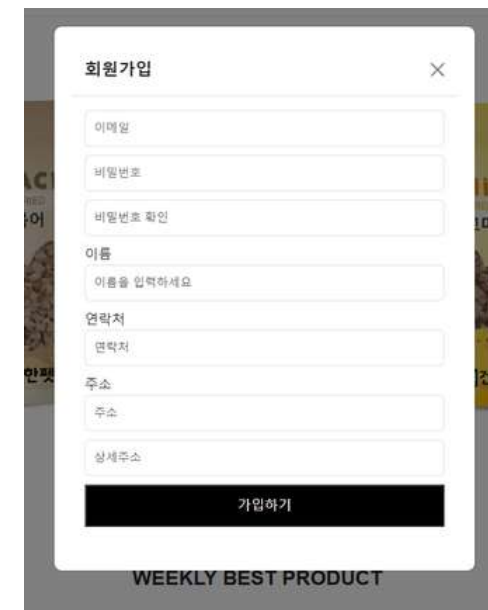 회원가입
이메일
비밀번호
비밀번호 확인
이름
이름을 입력하세요
연락처
연락처
주소
주소
상세주소
가입하기
WEEKLY BEST PRODUCT